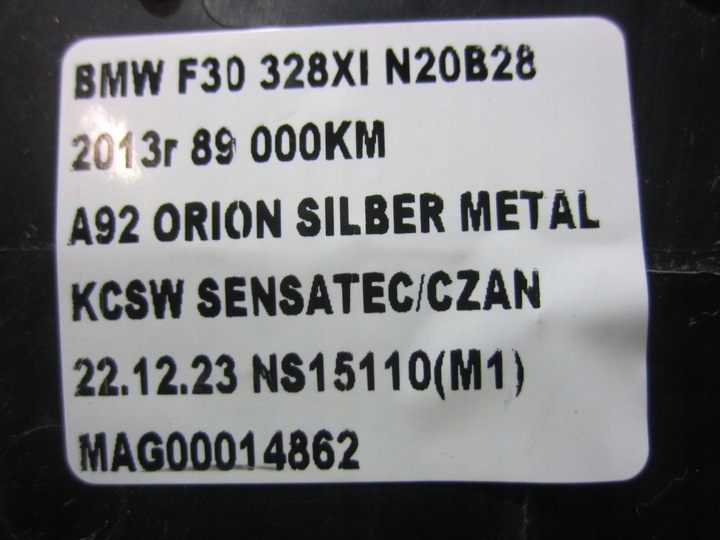 BMW F30 328XI N20B28
2013r 89 000KM
A92 ORION SILBER METAL
KCSW SENSATEC/CZAN
22.12.23 NS15110(M1)
MAG00014862